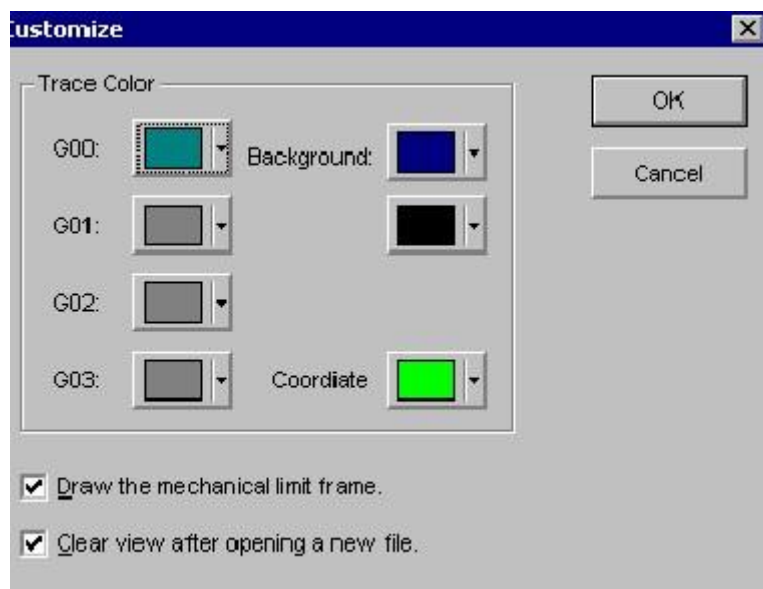 Customize
Trace Color
OK
G00:
Background:
Cancel
G01:
G02:
G03:
Coordiate
Draw the mechanical limit frame.
Clear view after opening a new file.